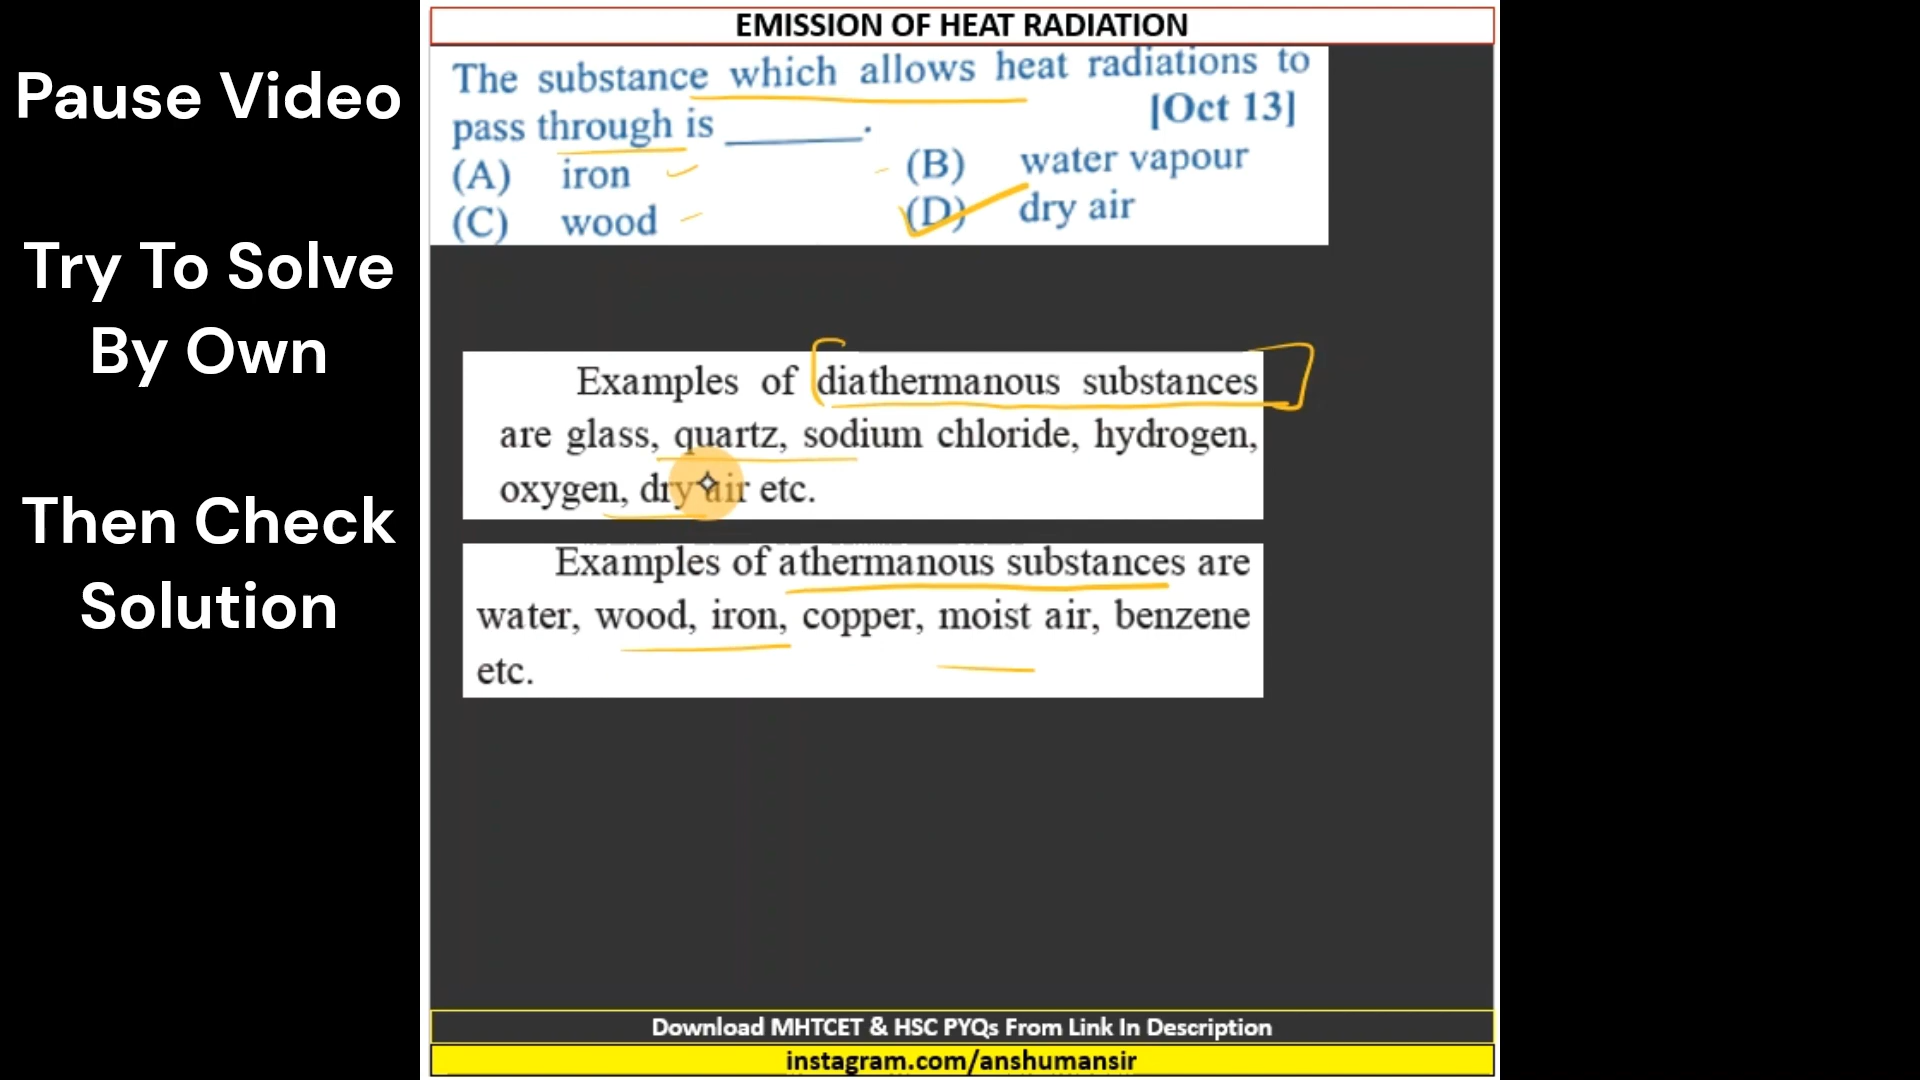 Pause Video
Try To Solve
By Own
Then Check
Solution
EMISSION OF HEAT RADIATION
The substance which allows heat radiations to
pass through is _______. [Oct 13]
(A) iron (B) water vapour
(C) wood (D) dry air
Examples of diathermanous substances
are glass, quartz, sodium chloride, hydrogen,
oxygen, dry air etc.
Examples of athermanous substances are
water, wood, iron, copper, moist air, benzene
etc.
Download MHTCET & HSC PYQs From Link In Description
instagram.com/anshumansir